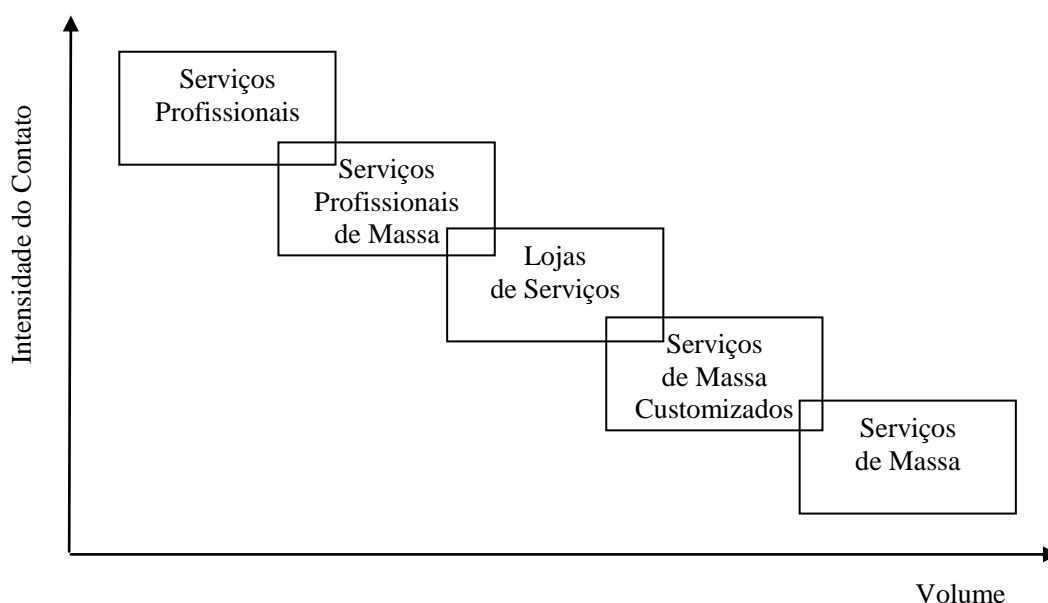 Serviços
Profissionais
Serviços
Profissionais
de Massa
Lojas
de Serviços
Serviços
de Massa
Customizados
Serviços
de Massa
Intensidade do Contato
Volume